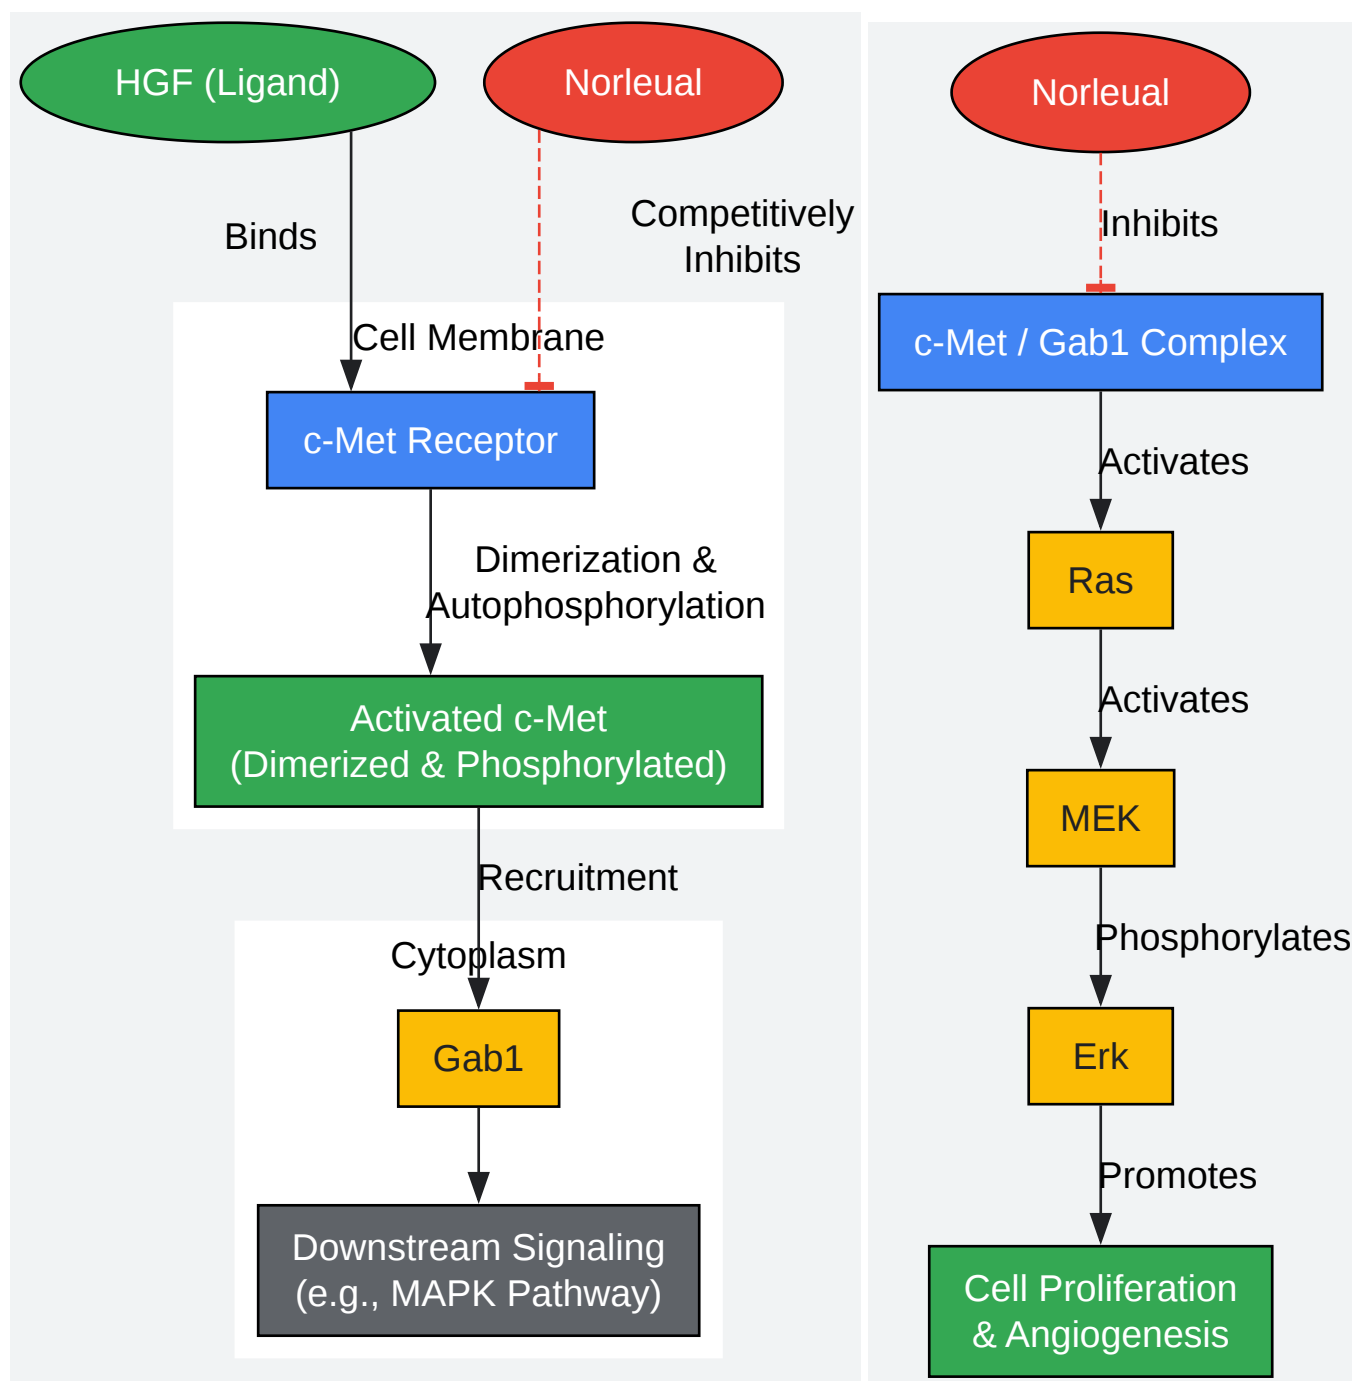 HGF (Ligand)
Norleual
Binds
Competitively
Inhibits
Cell Membrane
c-Met Receptor
Dimerization &
Autophosphorylation
Activated c-Met
(Dimerized & Phosphorylated)
Recruitment
Cytoplasm
Gab1
Downstream Signaling
(e.g., MAPK Pathway)
Norleual
Inhibits
c-Met / Gab1 Complex
Activates
Ras
Activates
MEK
Phosphorylates
Erk
Promotes
Cell Proliferation
& Angiogenesis